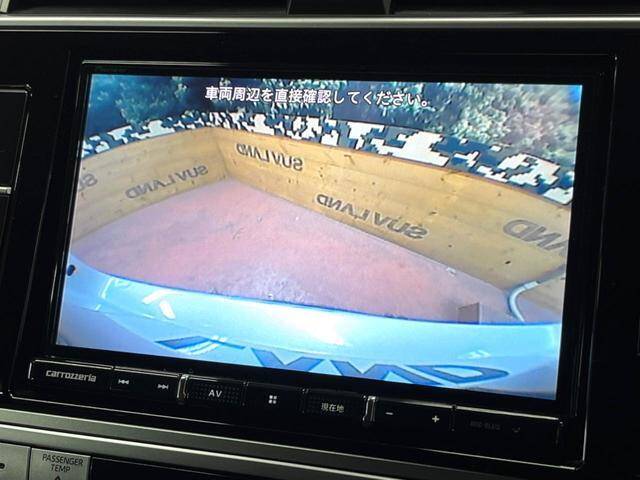 車両周辺を直接確認してください。
SUVLAND
SUVLAND
SUVLAND
carrozzeria
AV
現在地
−
+
PASSENGER
TEMP